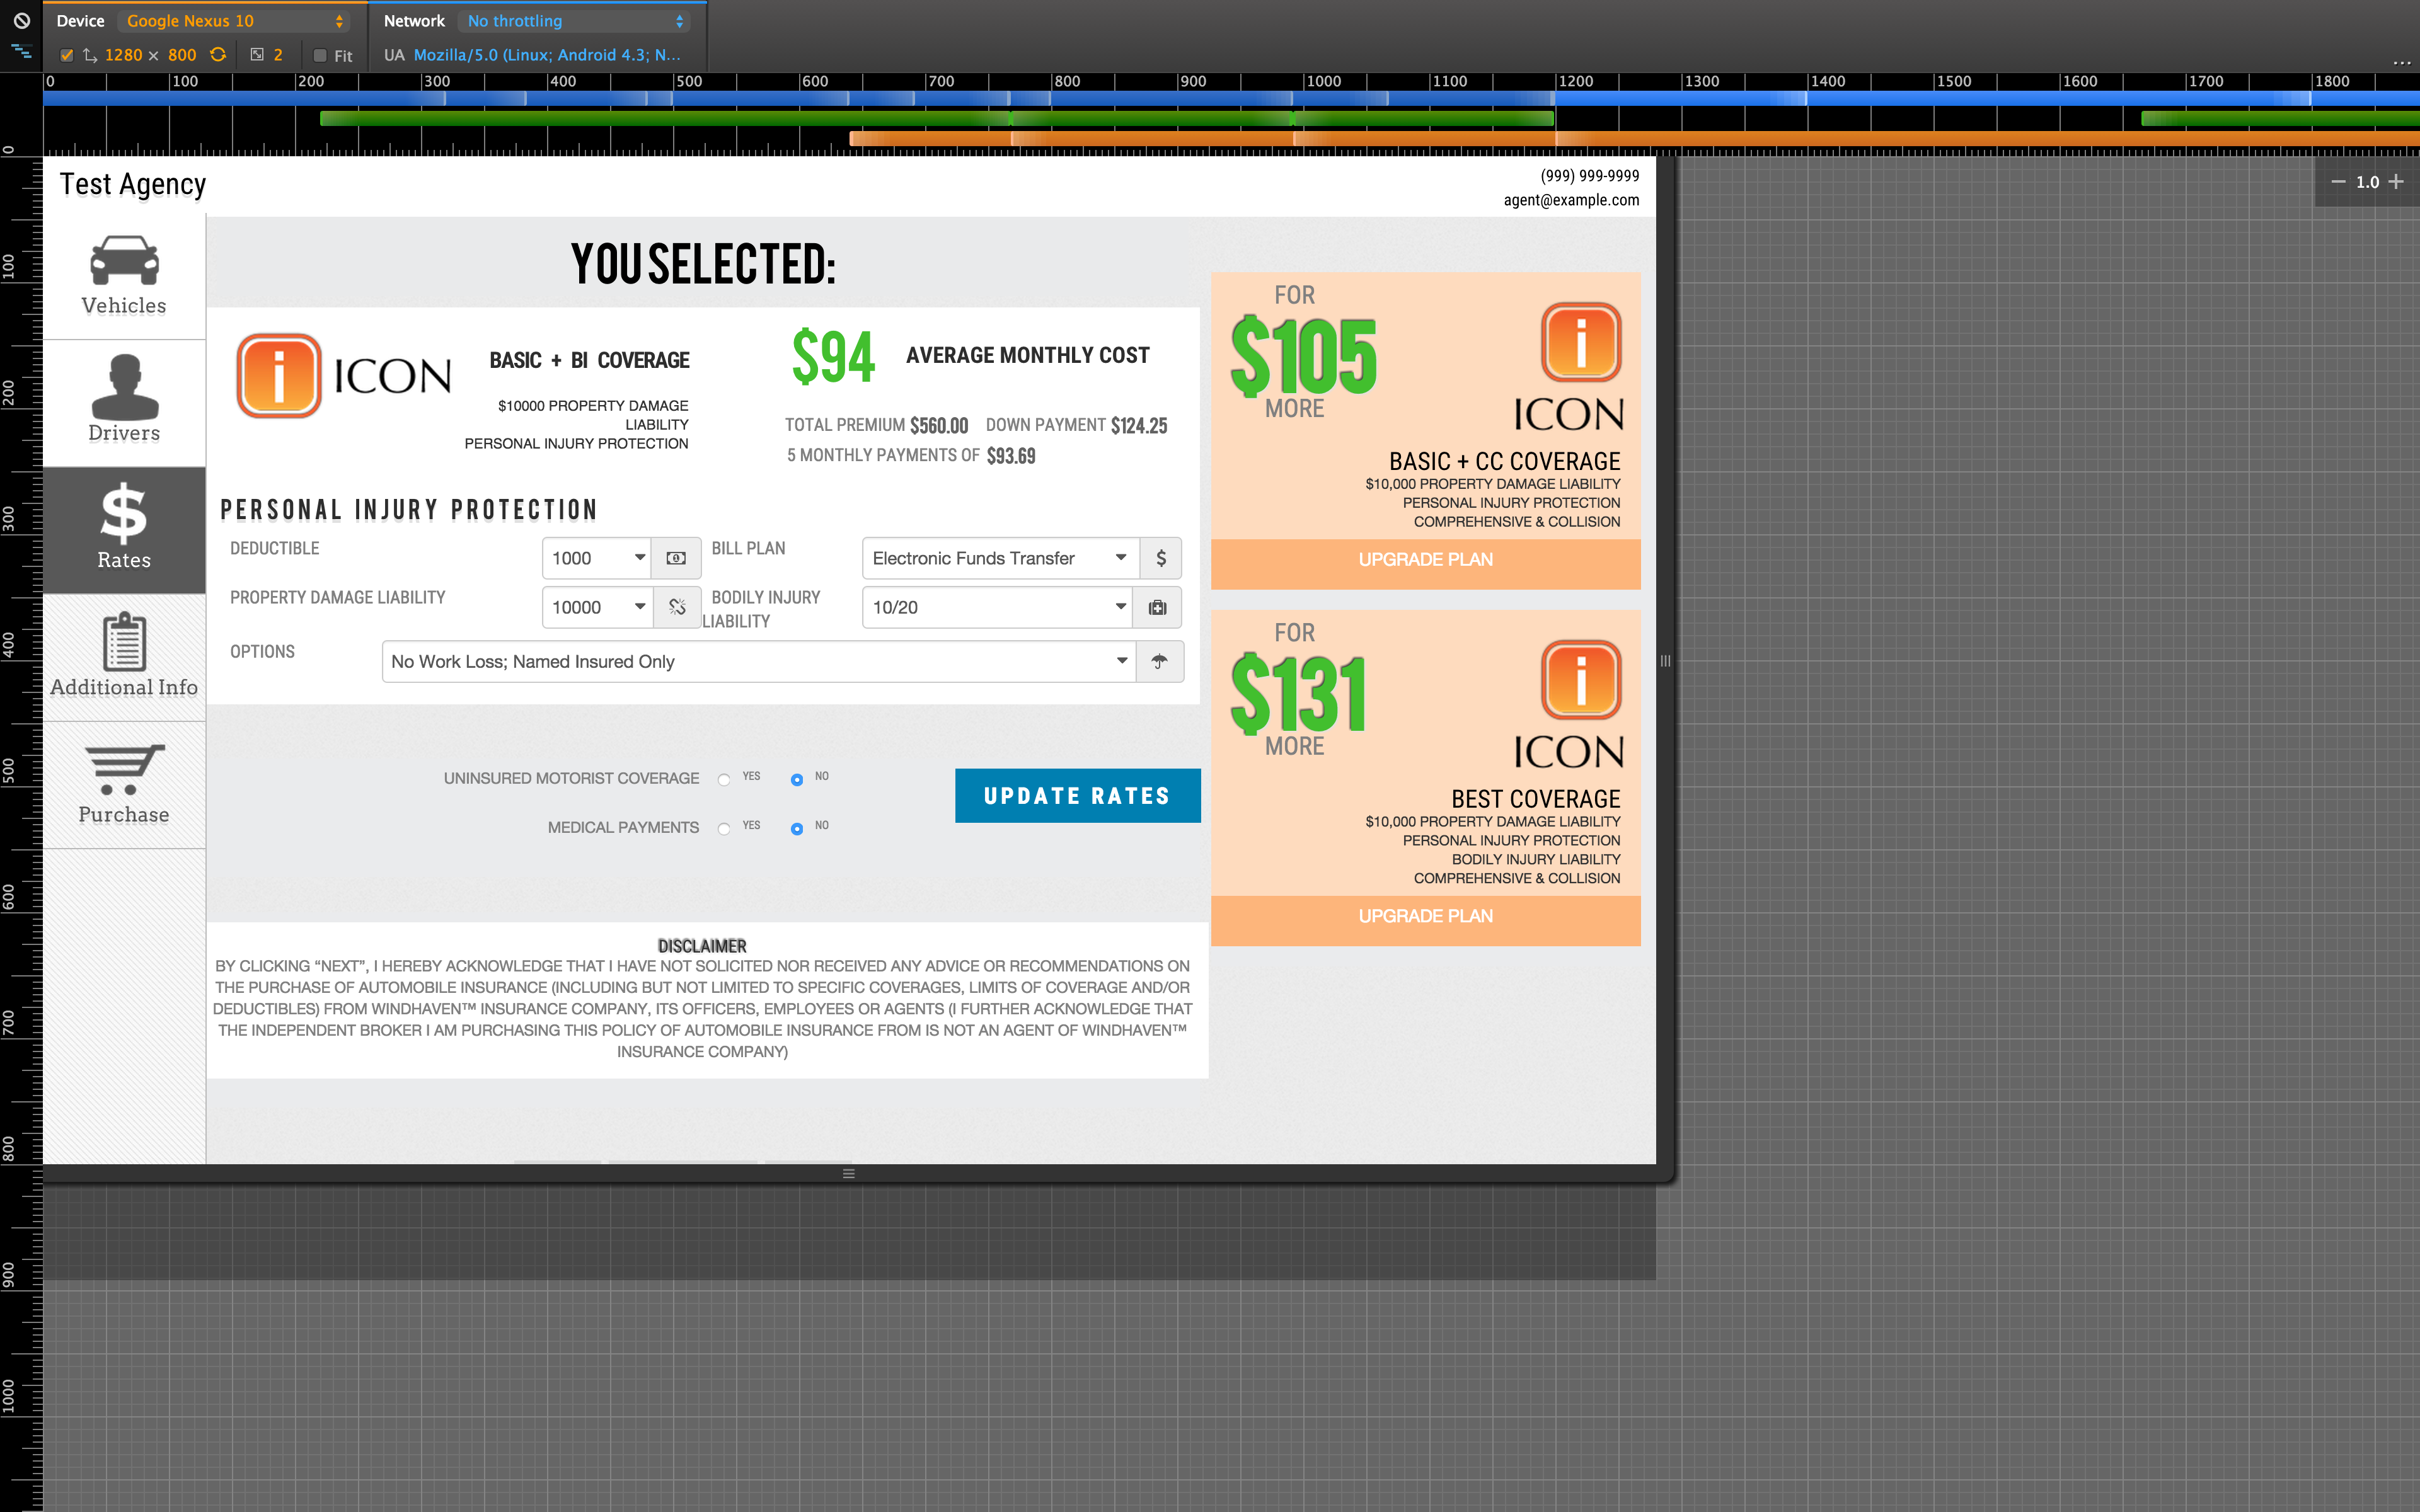 Device Google Nexus 10
Network No throttling
1280 × 800 2 Fit
UA Mozilla/5.0 (Linux; Android 4.3; N...
...
0 100 200 300 400 500 600 700 800 900 1000 1100 1200 1300 1400 1500 1600 1700 1800
0
100
200
300
400
500
600
700
800
900
1000
− 1.0 +
Test Agency
(999) 999-9999
agent@example.com
Vehicles
Drivers
$
Rates
Additional Info
Purchase
YOU SELECTED:
i ICON
BASIC + BI COVERAGE
$10000 PROPERTY DAMAGE
LIABILITY
PERSONAL INJURY PROTECTION
$94 AVERAGE MONTHLY COST
TOTAL PREMIUM $560.00 DOWN PAYMENT $124.25
5 MONTHLY PAYMENTS OF $93.69
PERSONAL INJURY PROTECTION
DEDUCTIBLE 1000
BILL PLAN Electronic Funds Transfer $
PROPERTY DAMAGE LIABILITY 10000
BODILY INJURY
LIABILITY
10/20
OPTIONS No Work Loss; Named Insured Only
UNINSURED MOTORIST COVERAGE YES NO
MEDICAL PAYMENTS YES NO
UPDATE RATES
DISCLAIMER
BY CLICKING “NEXT”, I HEREBY ACKNOWLEDGE THAT I HAVE NOT SOLICITED NOR RECEIVED ANY ADVICE OR RECOMMENDATIONS ON
THE PURCHASE OF AUTOMOBILE INSURANCE (INCLUDING BUT NOT LIMITED TO SPECIFIC COVERAGES, LIMITS OF COVERAGE AND/OR
DEDUCTIBLES) FROM WINDHAVEN™ INSURANCE COMPANY, ITS OFFICERS, EMPLOYEES OR AGENTS (I FURTHER ACKNOWLEDGE THAT
THE INDEPENDENT BROKER I AM PURCHASING THIS POLICY OF AUTOMOBILE INSURANCE FROM IS NOT AN AGENT OF WINDHAVEN™
INSURANCE COMPANY)
FOR
$105
MORE
i
ICON
BASIC + CC COVERAGE
$10,000 PROPERTY DAMAGE LIABILITY
PERSONAL INJURY PROTECTION
COMPREHENSIVE & COLLISION
UPGRADE PLAN
FOR
$131
MORE
i
ICON
BEST COVERAGE
$10,000 PROPERTY DAMAGE LIABILITY
PERSONAL INJURY PROTECTION
BODILY INJURY LIABILITY
COMPREHENSIVE & COLLISION
UPGRADE PLAN